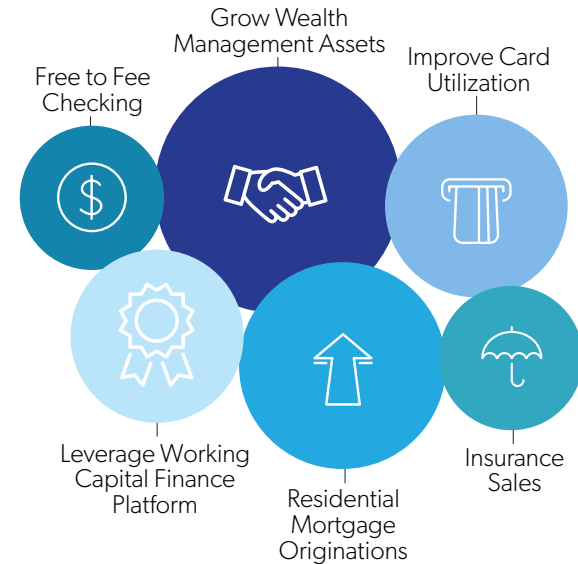 Grow Wealth
Management Assets
Improve Card
Utilization
Free to Fee
Checking
$
Leverage Working
Capital Finance
Platform
Residential
Mortgage
Originations
Insurance
Sales